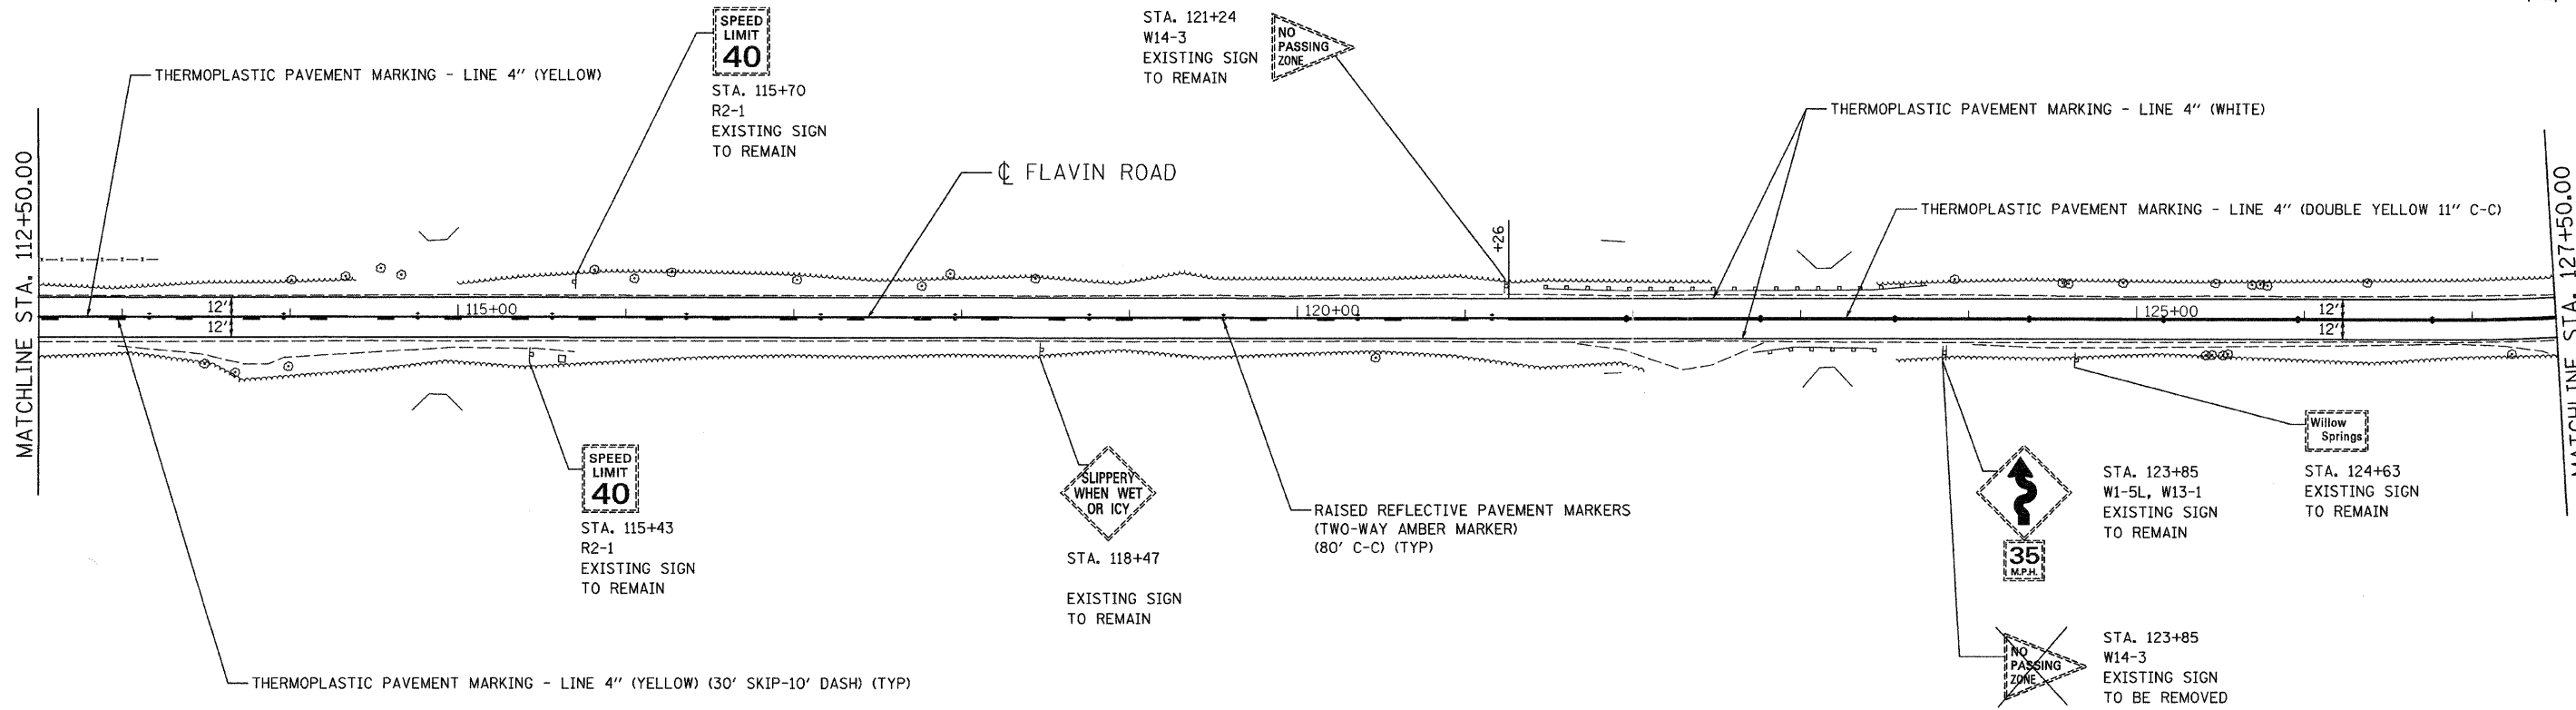 STA. 121+24
W14-3
EXISTING SIGN
TO REMAIN
NO
PASSING
ZONE
SPEED
LIMIT
40
STA. 115+70
R2-1
EXISTING SIGN
TO REMAIN
THERMOPLASTIC PAVEMENT MARKING - LINE 4" (YELLOW)
THERMOPLASTIC PAVEMENT MARKING - LINE 4" (WHITE)
℄ FLAVIN ROAD
THERMOPLASTIC PAVEMENT MARKING - LINE 4" (DOUBLE YELLOW 11" C-C)
MATCHLINE STA. 112+50.00
+26
MATCHLINE STA. 127+50.00
12'
12'
115+00
120+00
125+00
12'
12'
SPEED
LIMIT
40
STA. 115+43
R2-1
EXISTING SIGN
TO REMAIN
SLIPPERY
WHEN WET
OR ICY
STA. 118+47
EXISTING SIGN
TO REMAIN
RAISED REFLECTIVE PAVEMENT MARKERS
(TWO-WAY AMBER MARKER)
(80' C-C) (TYP)
35
M.P.H.
STA. 123+85
W1-5L, W13-1
EXISTING SIGN
TO REMAIN
Willow
Springs
STA. 124+63
EXISTING SIGN
TO REMAIN
NO
PASSING
ZONE
STA. 123+85
W14-3
EXISTING SIGN
TO BE REMOVED
THERMOPLASTIC PAVEMENT MARKING - LINE 4" (YELLOW) (30' SKIP-10' DASH) (TYP)